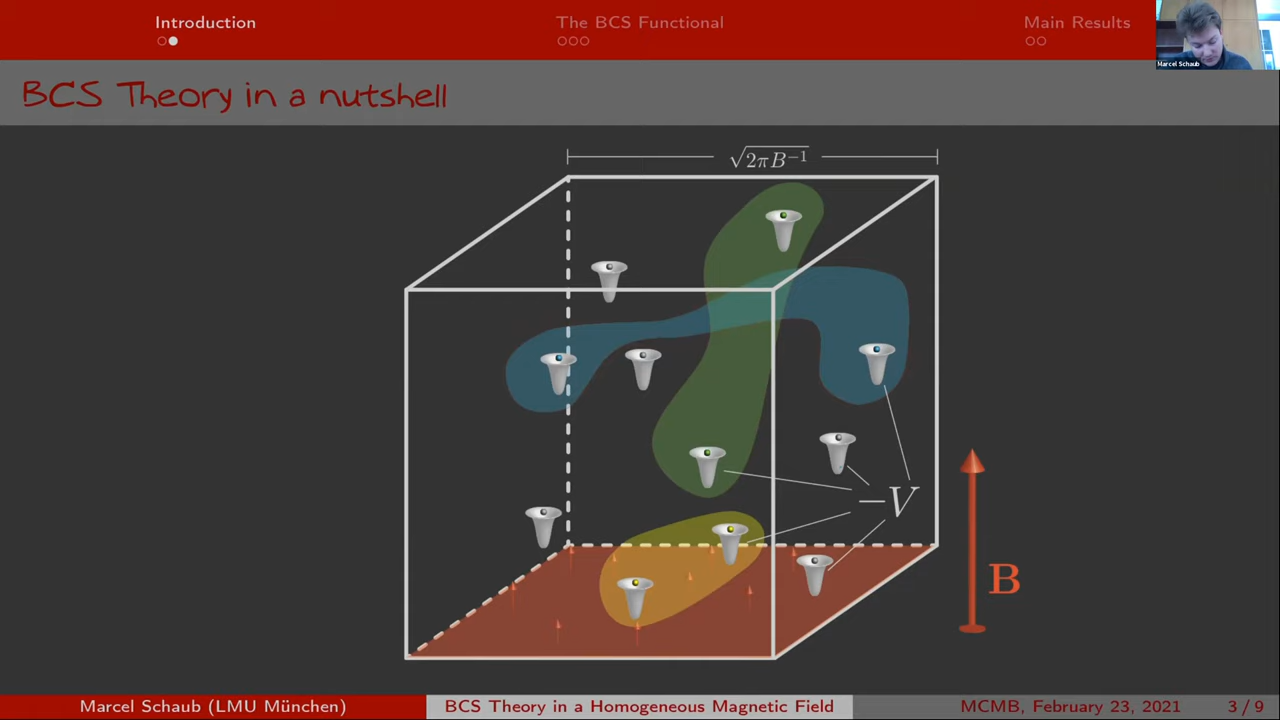 Introduction
The BCS Functional
Main Results
Marcel Schaub
BCS Theory in a nutshell
√2πB⁻¹
−V
B
Marcel Schaub (LMU München)
BCS Theory in a Homogeneous Magnetic Field
MCMB, February 23, 2021
3 / 9